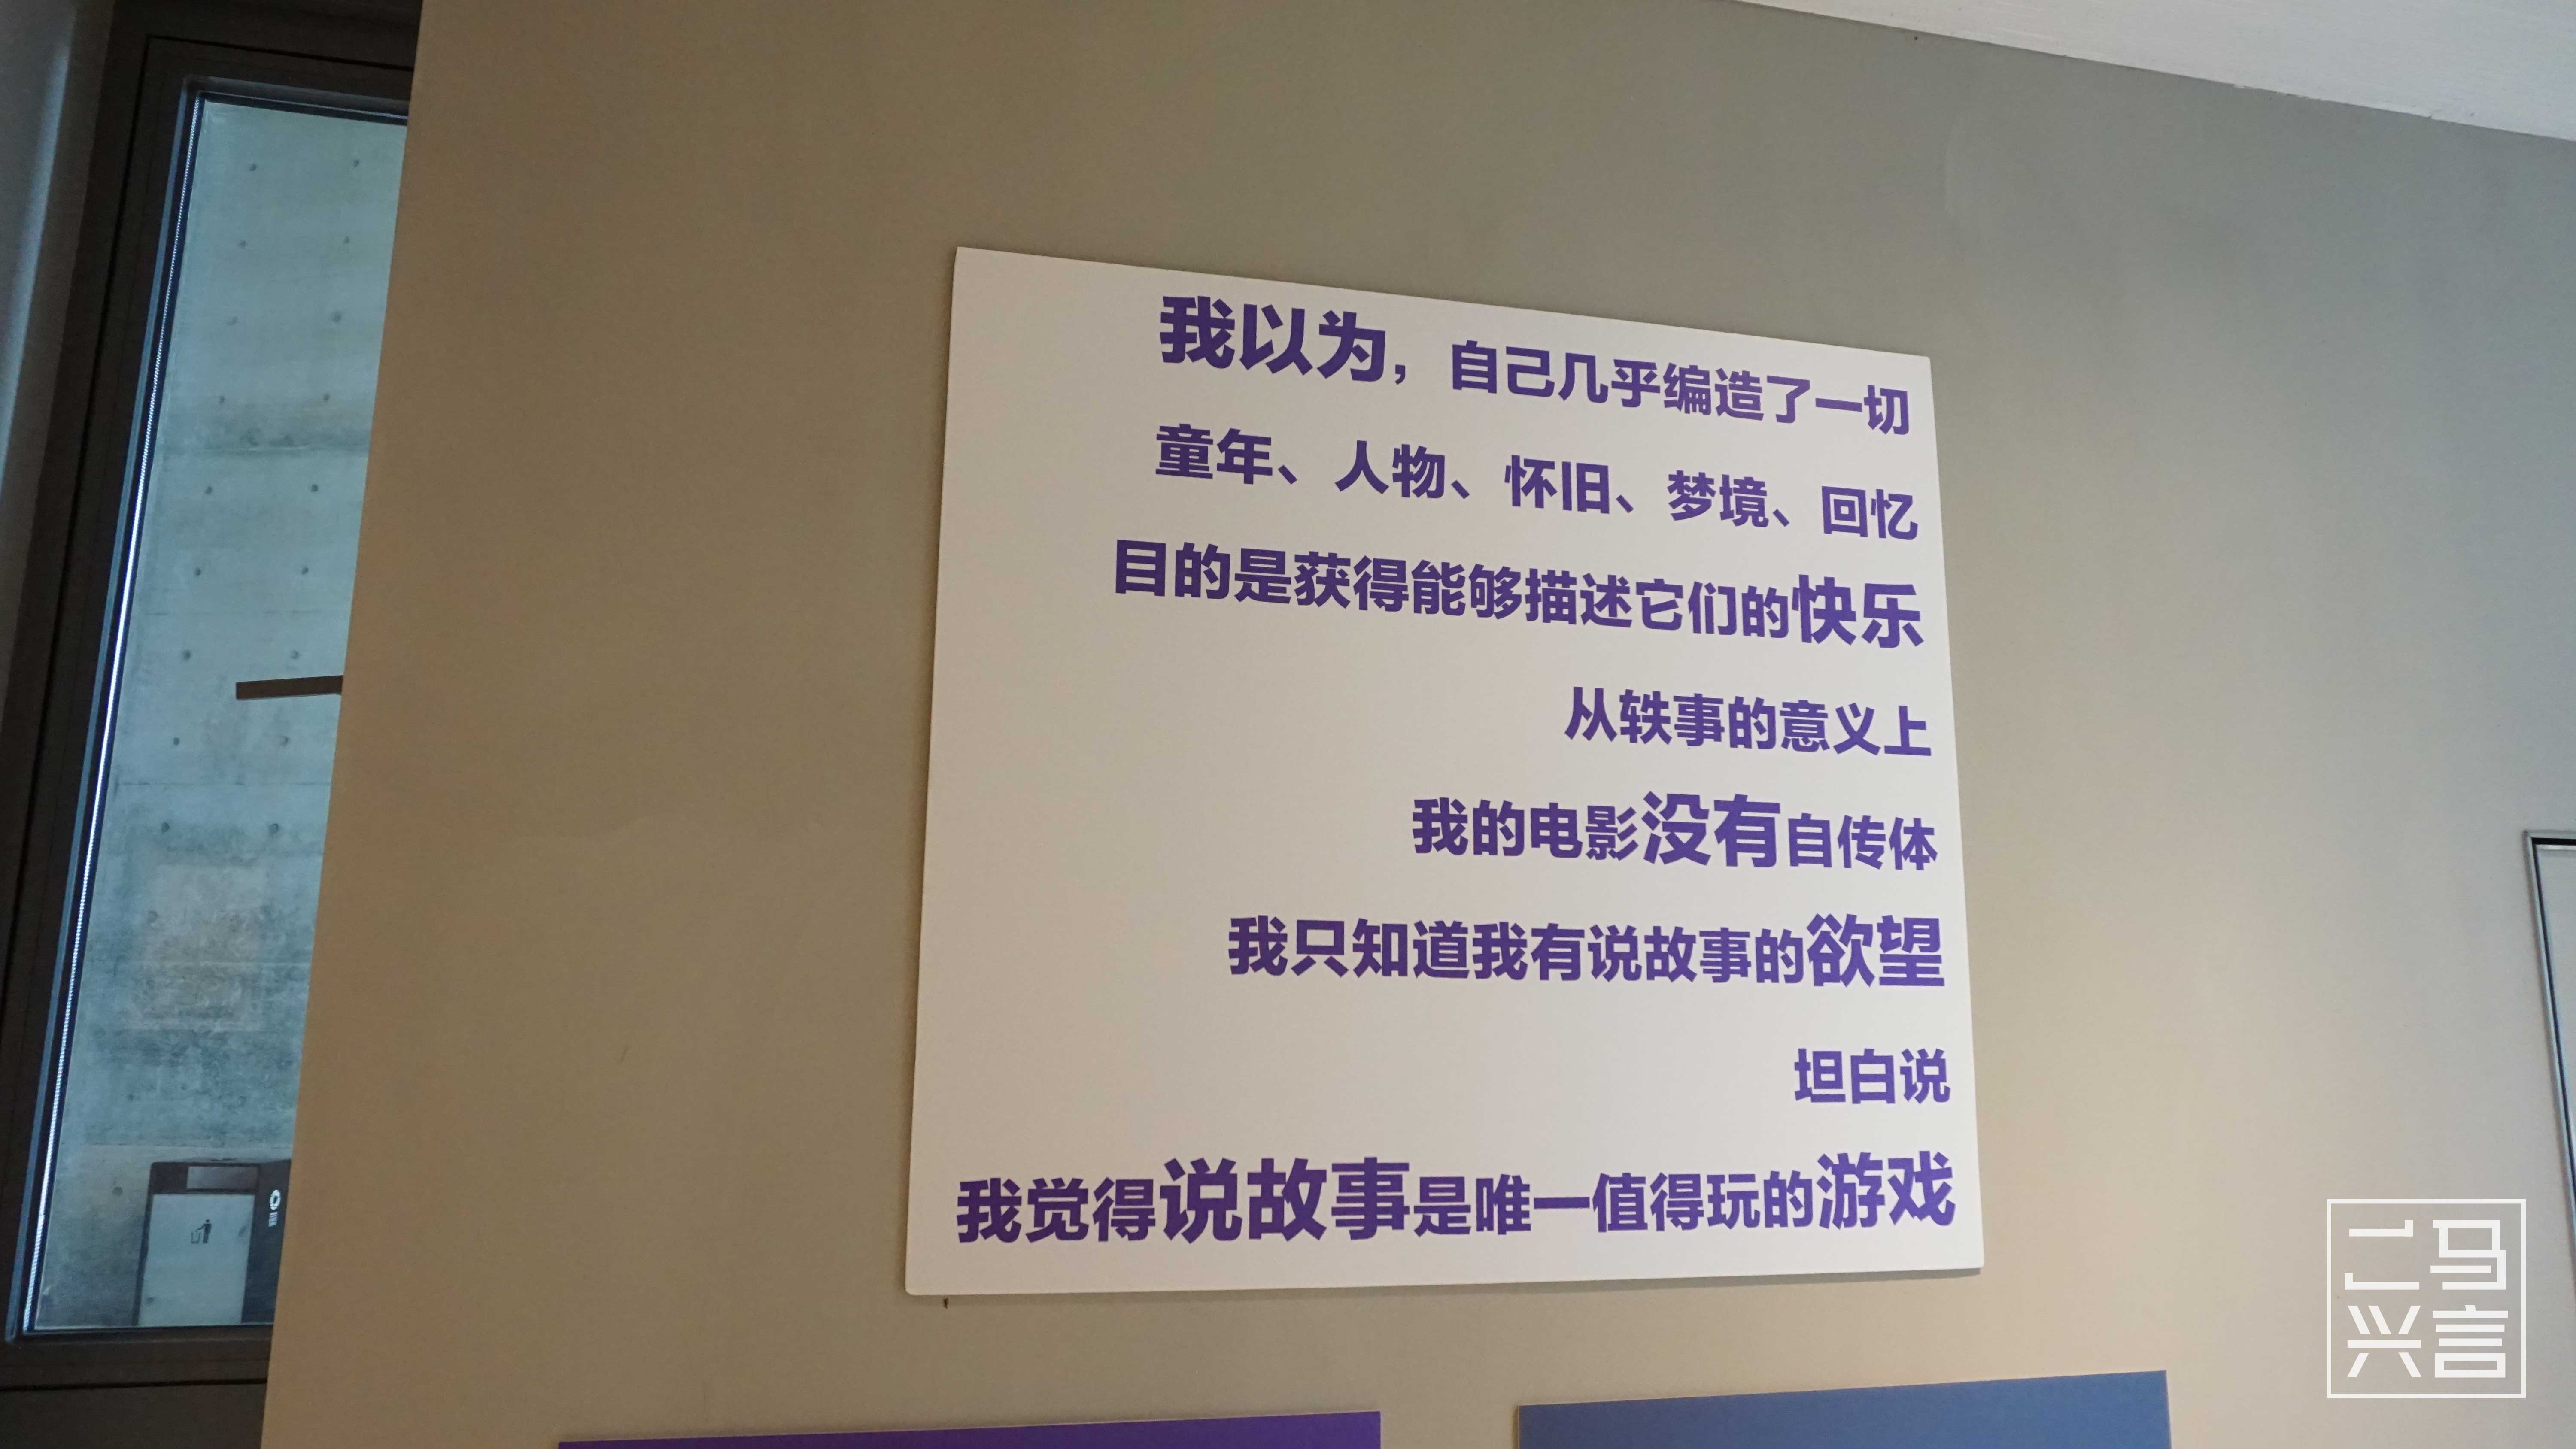 我以为，自己几乎编造了一切
童年、人物、怀旧、梦境、回忆
目的是获得能够描述它们的快乐
从轶事的意义上
我的电影没有自传体
我只知道我有说故事的欲望
坦白说
我觉得说故事是唯一值得玩的游戏
二马
兴言